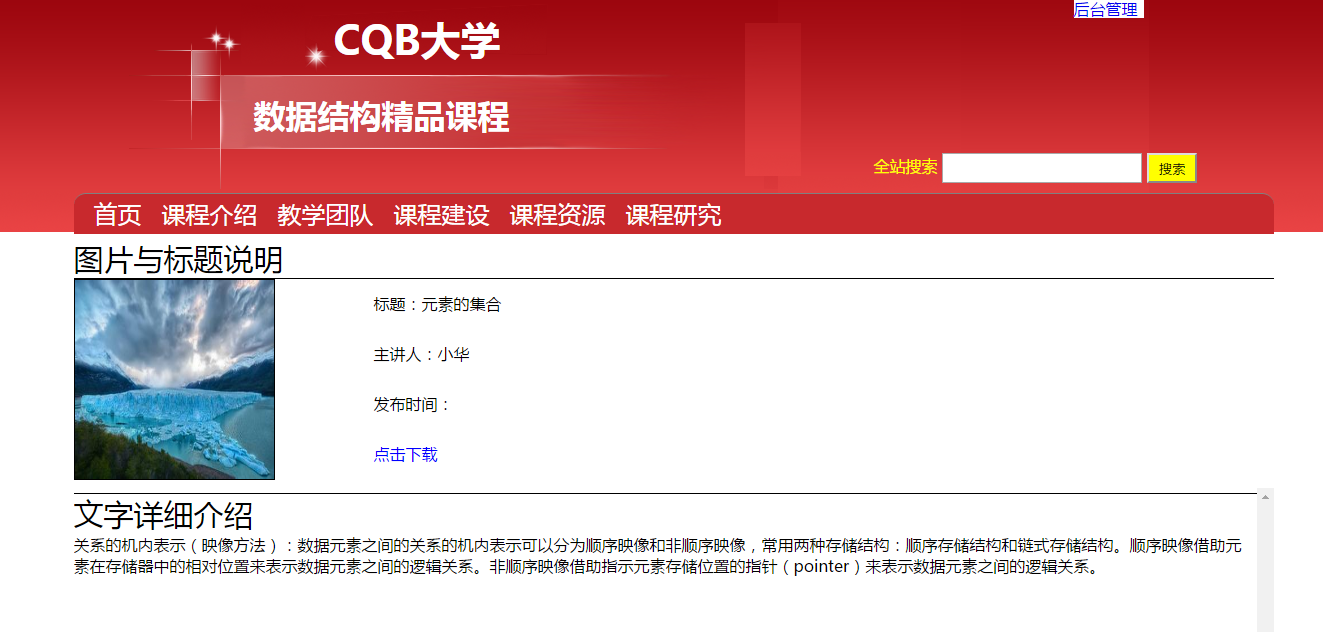 后台管理
CQB大学
数据结构精品课程
全站搜索 搜索
首页 课程介绍 教学团队 课程建设 课程资源 课程研究
图片与标题说明
标题：元素的集合
主讲人：小华
发布时间：
点击下载
文字详细介绍
关系的机内表示（映像方法）：数据元素之间的关系的机内表示可以分为顺序映像和非顺序映像，常用两种存储结构：顺序存储结构和链式存储结构。顺序映像借助元
素在存储器中的相对位置来表示数据元素之间的逻辑关系。非顺序映像借助指示元素存储位置的指针（pointer）来表示数据元素之间的逻辑关系。